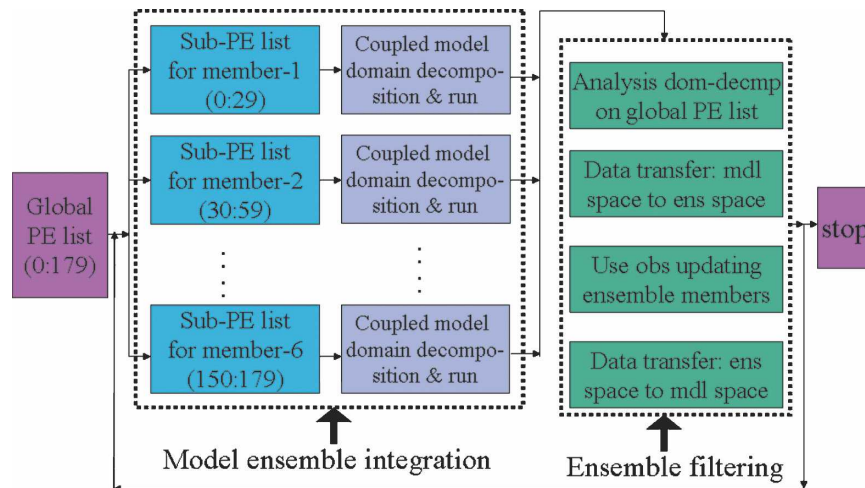 Global
PE list
(0:179)
Sub-PE list
for member-1
(0:29)
Coupled model
domain decompo-
sition & run
Sub-PE list
for member-2
(30:59)
Coupled model
domain decompo-
sition & run
Sub-PE list
for member-6
(150:179)
Coupled model
domain decompo-
sition & run
Model ensemble integration
Analysis dom-decmp
on global PE list
Data transfer: mdl
space to ens space
Use obs updating
ensemble members
Data transfer: ens
space to mdl space
Ensemble filtering
stop